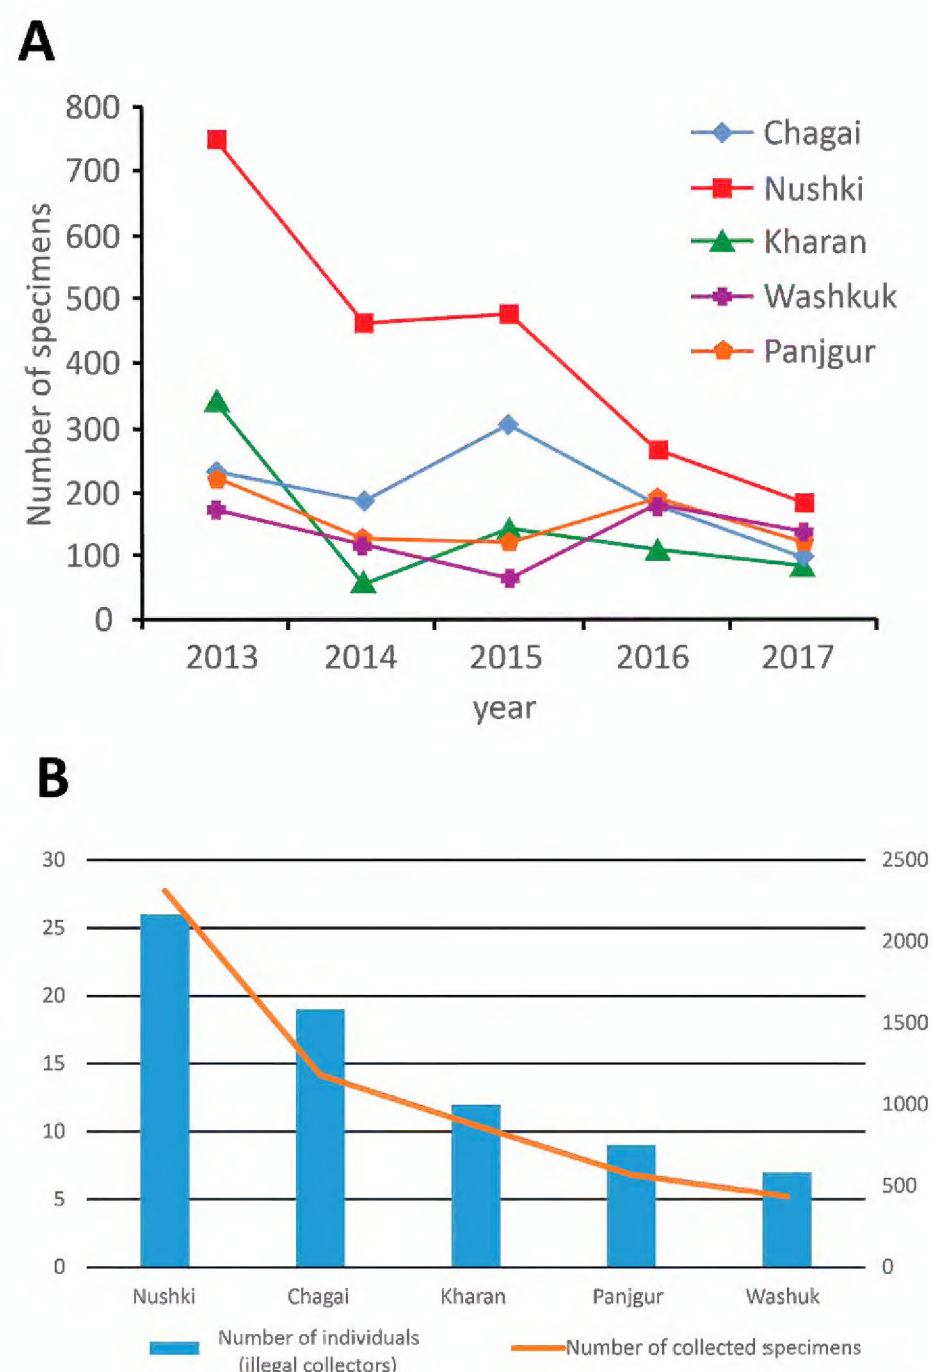 A
800
700
600
500
400
300
200
100
0
Number of specimens
Chagai
Nushki
Kharan
Washkuk
Panjgur
2013 2014 2015 2016 2017
year
B
30
25
20
15
10
5
0
2500
2000
1500
1000
500
0
Nushki Chagai Kharan Panjgur Washuk
Number of individuals
(illegal collectors)
Number of collected specimens